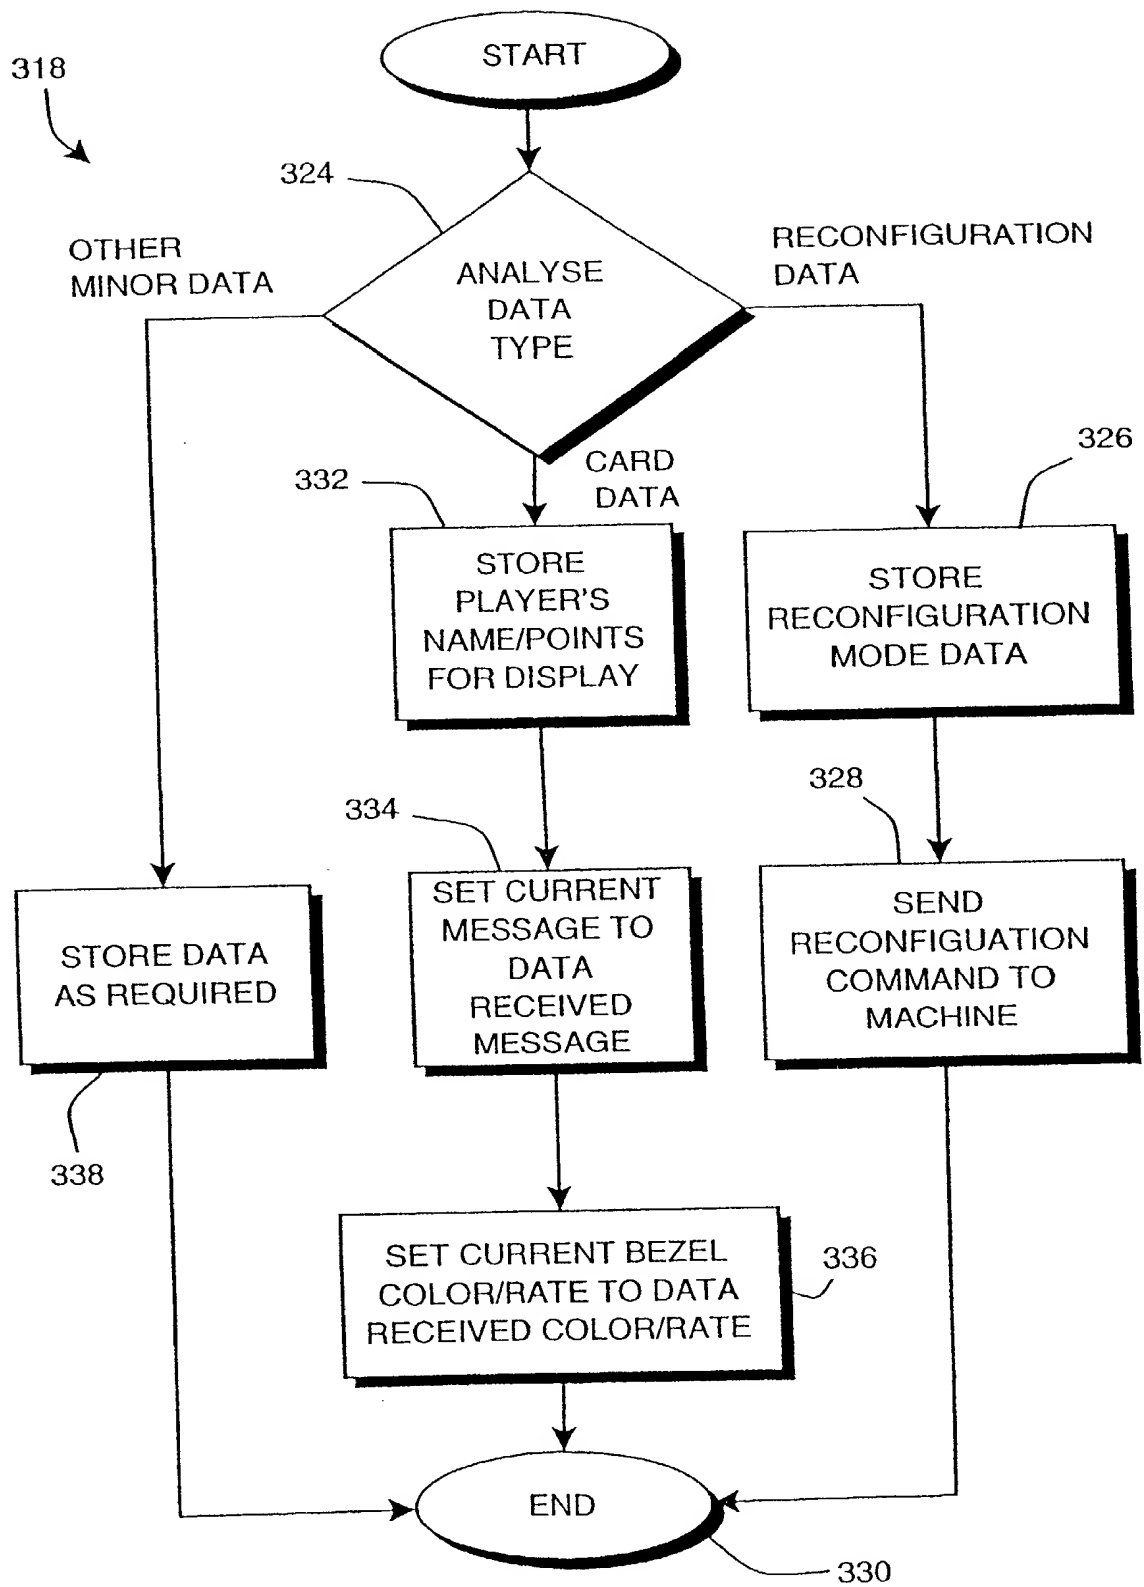 START
318
324
OTHER
MINOR DATA
RECONFIGURATION
DATA
ANALYSE
DATA
TYPE
CARD
DATA
332
326
STORE
PLAYER'S
NAME/POINTS
FOR DISPLAY
STORE
RECONFIGURATION
MODE DATA
334
328
STORE DATA
AS REQUIRED
SET CURRENT
MESSAGE TO
DATA
RECEIVED
MESSAGE
SEND
RECONFIGUATION
COMMAND TO
MACHINE
338
SET CURRENT BEZEL
COLOR/RATE TO DATA
RECEIVED COLOR/RATE
336
END
330